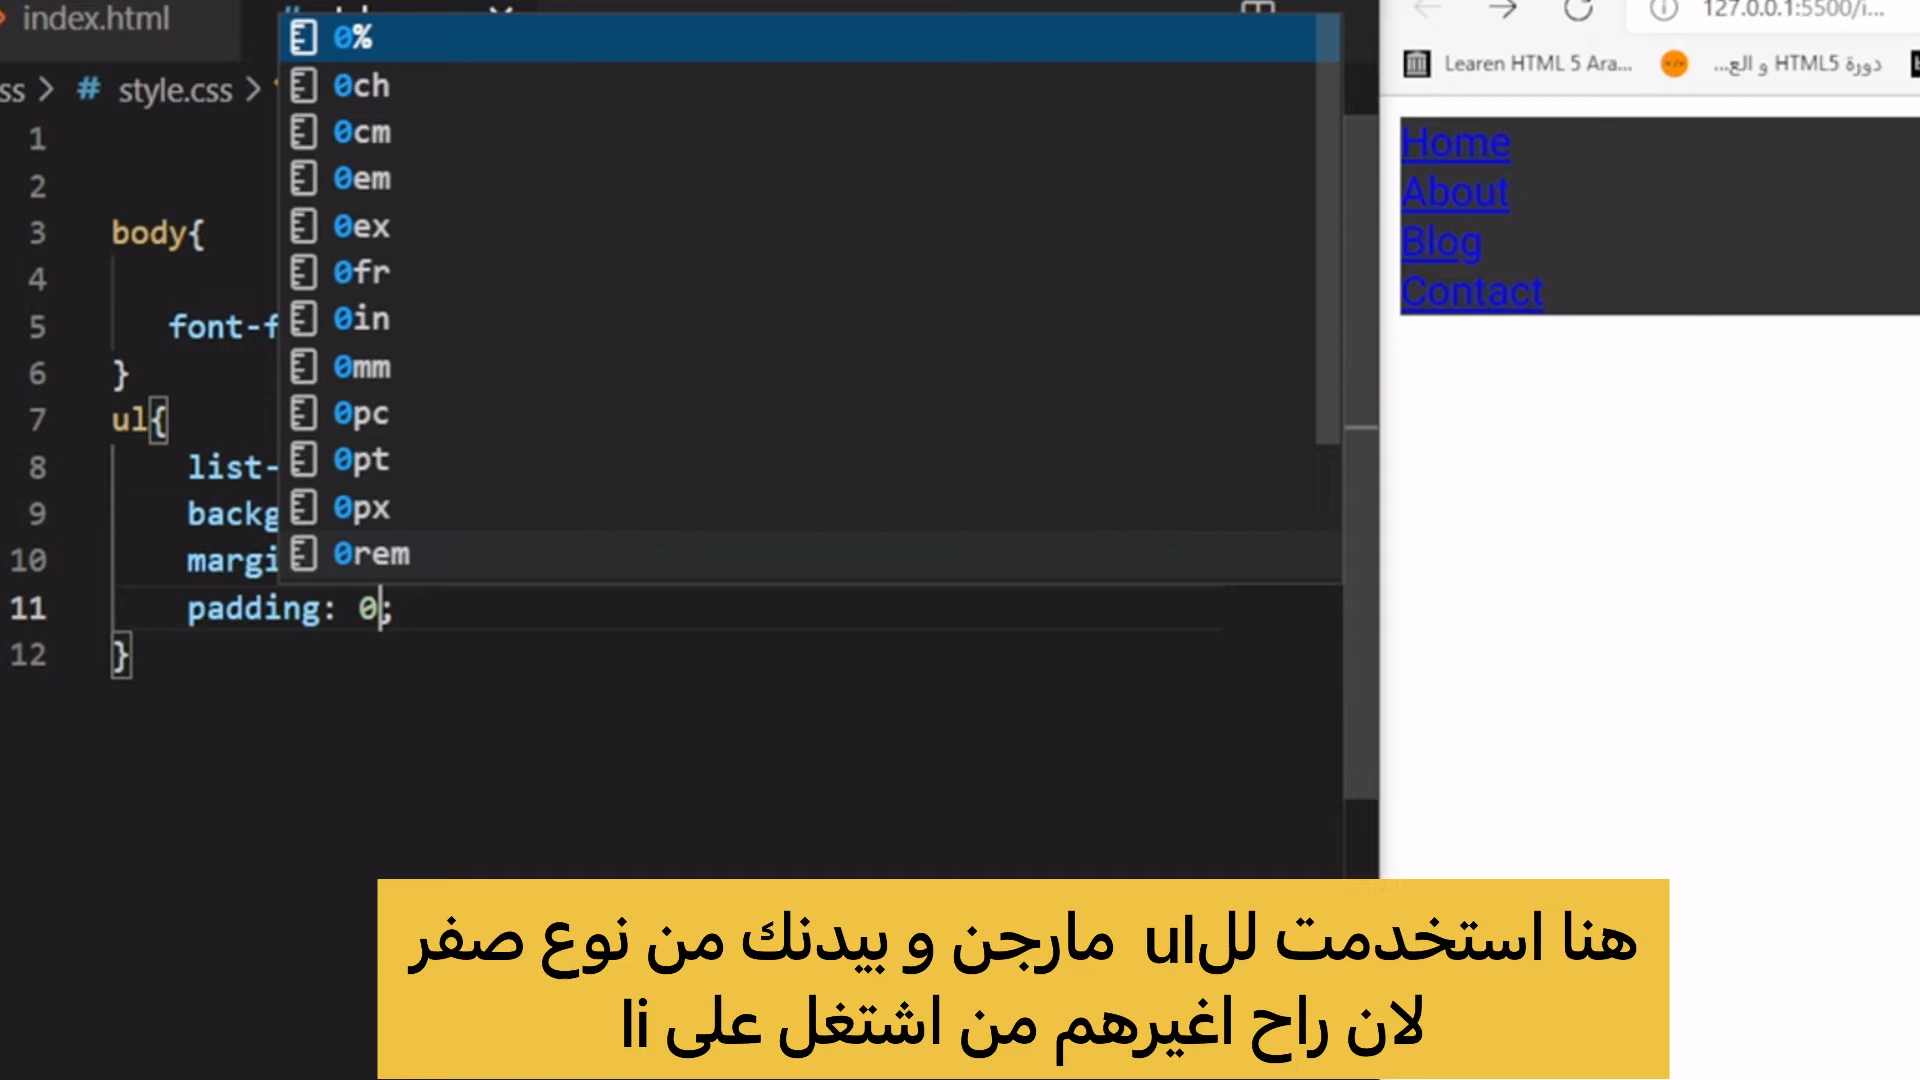 index.html
ss > # style.css >
1
2
3 body{
4
5 font-f
6 }
7 ul{
8 list-
9 backg
10 margi
11 padding: 0;
12 }
0%
0ch
0cm
0em
0ex
0fr
0in
0mm
0pc
0pt
0px
0rem
127.0.0.1:5500/i...
Learen HTML 5 Ara...
دورة HTML5 و الع...
Home
About
Blog
Contact
هنا استخدمت للul مارجن و بيدنك من نوع صفر
لان راح اغيرهم من اشتغل على li